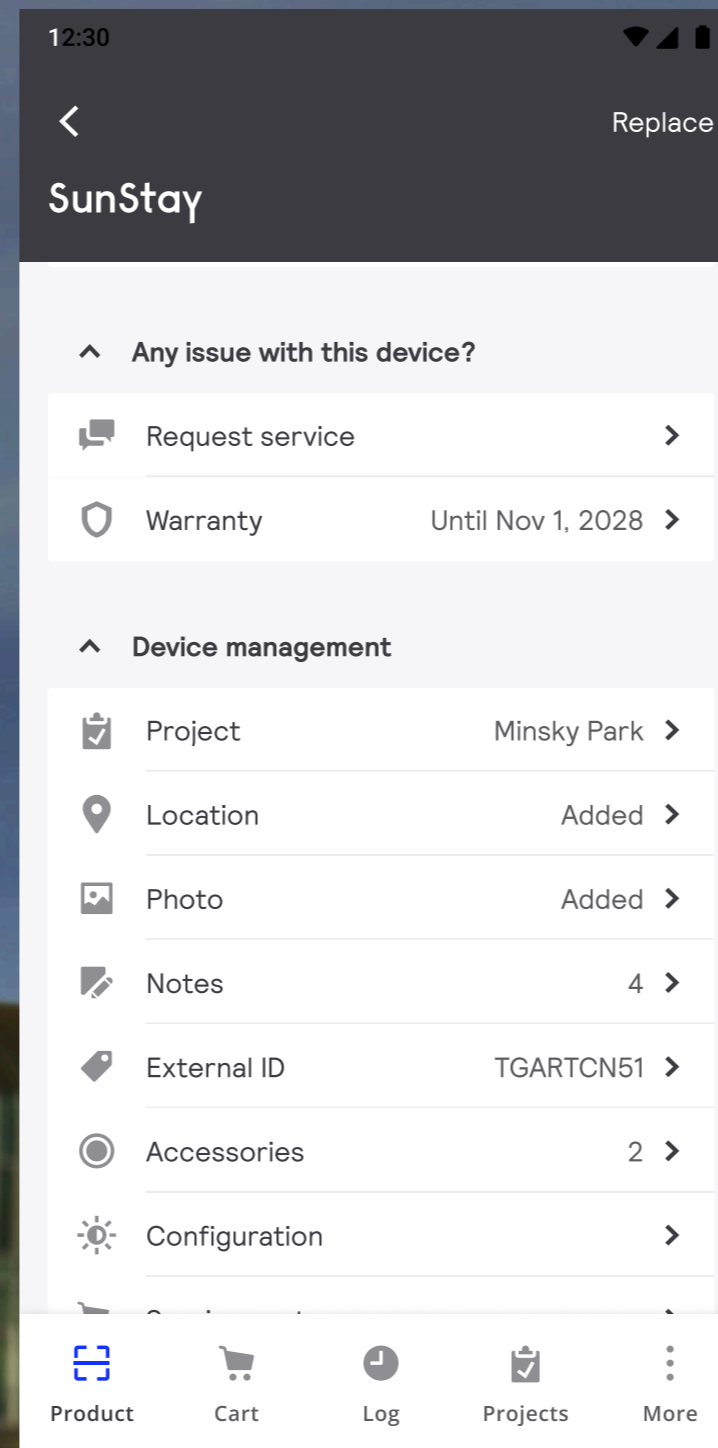 12:30
Replace
SunStay
Any issue with this device?
Request service
Warranty Until Nov 1, 2028
Device management
Project Minsky Park
Location Added
Photo Added
Notes 4
External ID TGARTCN51
Accessories 2
Configuration
Product Cart Log Projects More